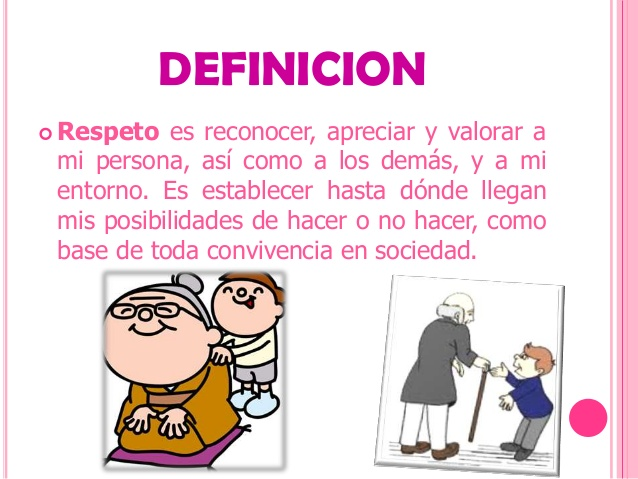 DEFINICION
Respeto es reconocer, apreciar y valorar a
mi persona, así como a los demás, y a mi
entorno. Es establecer hasta dónde llegan
mis posibilidades de hacer o no hacer, como
base de toda convivencia en sociedad.